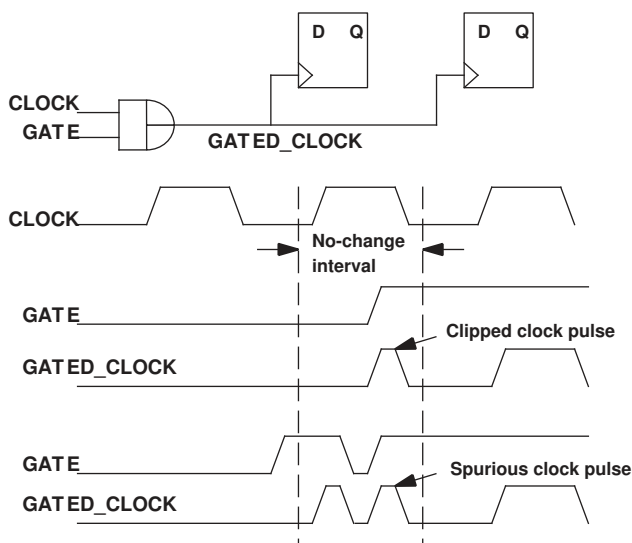 D Q
D Q
CLOCK
GATE
GATED_CLOCK
CLOCK
No-change
interval
GATE
Clipped clock pulse
GATED_CLOCK
GATE
Spurious clock pulse
GATED_CLOCK